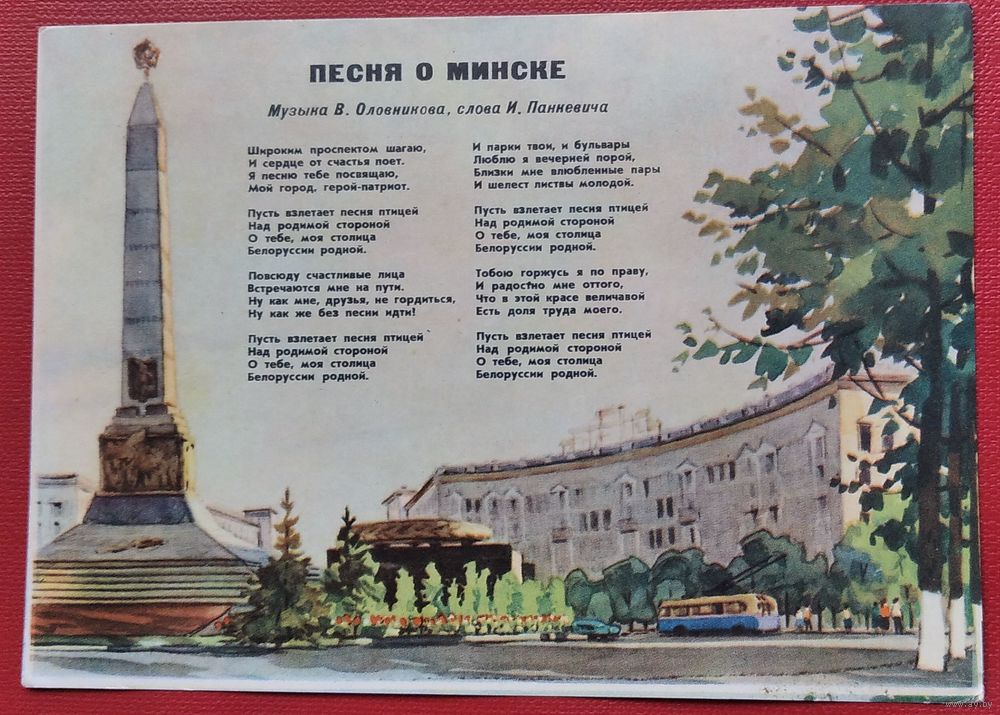 ПЕСНЯ О МИНСКЕ
Музыка В. Оловникова, слова И. Панкевича
Широким проспектом шагаю,
И сердце от счастья поет.
Я песню тебе посвящаю,
Мой город, герой-патриот.
Пусть взлетает песня птицей
Над родимой стороной
О тебе, моя столица
Белоруссии родной.
Повсюду счастливые лица
Встречаются мне на пути.
Ну как мне, друзья, не гордиться,
Ну как же без песни идти!
Пусть взлетает песня птицей
Над родимой стороной
О тебе, моя столица
Белоруссии родной.
И парки твои, и бульвары
Люблю я вечерней порой,
Близки мне влюбленные пары
И шелест листвы молодой.
Пусть взлетает песня птицей
Над родимой стороной
О тебе, моя столица
Белоруссии родной.
Тобою горжусь я по праву,
И радостно мне оттого,
Что в этой красе величавой
Есть доля труда моего.
Пусть взлетает песня птицей
Над родимой стороной
О тебе, моя столица
Белоруссии родной.
www.ay.by